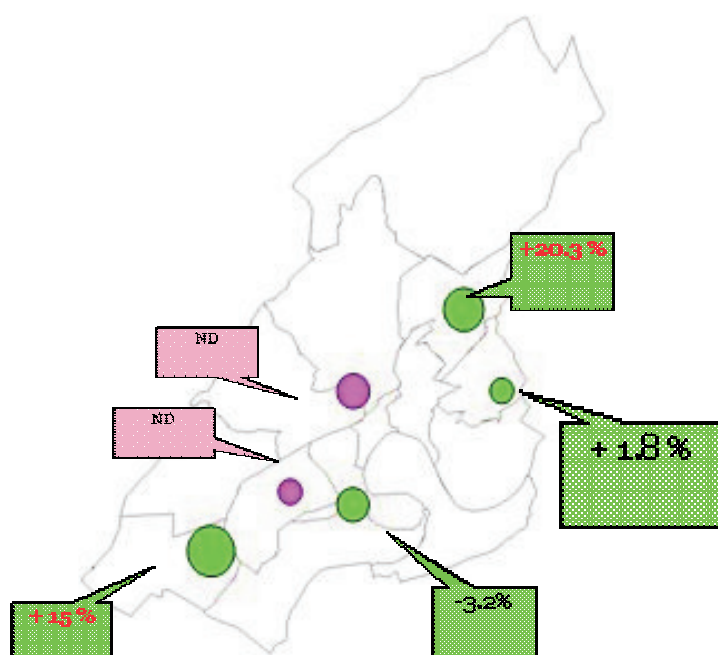 +20.3 %
ND
ND
+ 1.8 %
-3.2%
+ 15 %